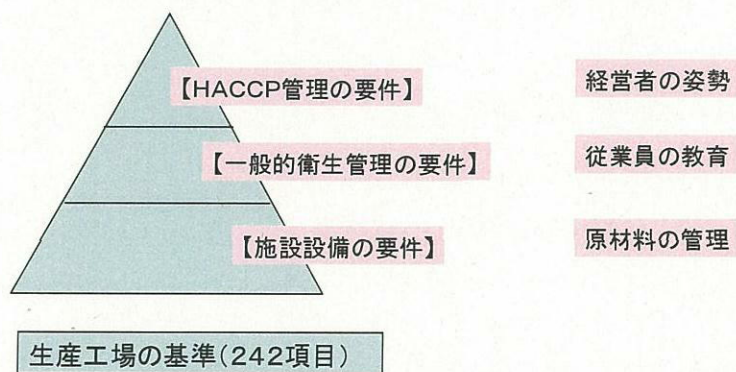 【HACCP管理の要件】
経営者の姿勢
【一般的衛生管理の要件】
従業員の教育
【施設設備の要件】
原材料の管理
生産工場の基準(242項目)